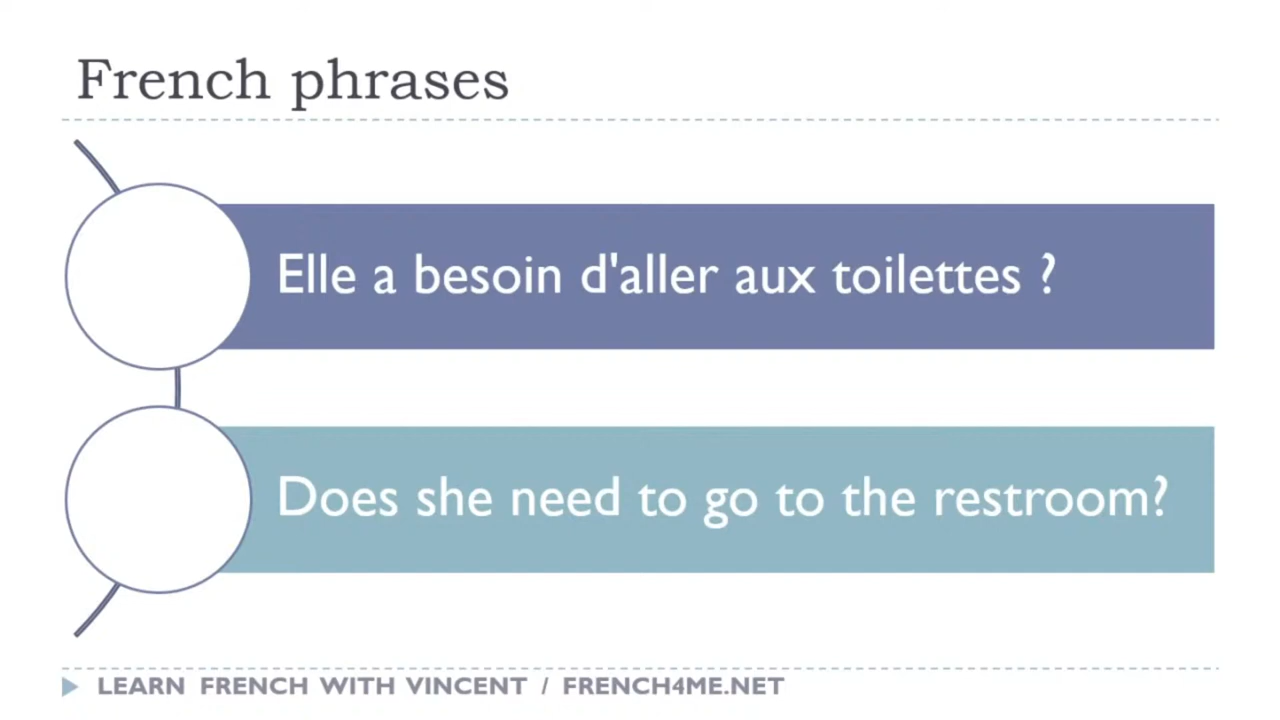 French phrases
Elle a besoin d'aller aux toilettes ?
Does she need to go to the restroom?
LEARN FRENCH WITH VINCENT / FRENCH4ME.NET